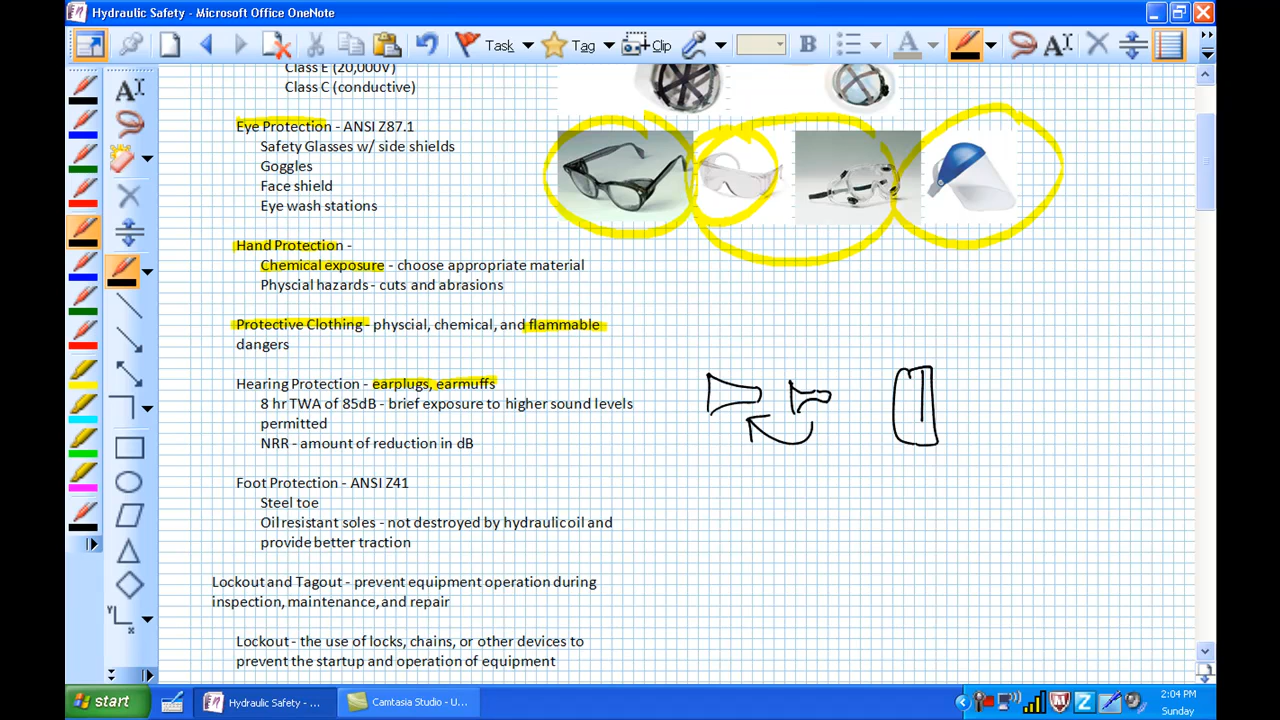 Hydraulic Safety - Microsoft Office OneNote
Task Tag Clip B A A I
A I
Class E (20,000V)
Class C (conductive)
Eye Protection - ANSI Z87.1
Safety Glasses w/ side shields
Goggles
Face shield
Eye wash stations
Hand Protection -
Chemical exposure - choose appropriate material
Physcial hazards - cuts and abrasions
Protective Clothing - physcial, chemical, and flammable
dangers
Hearing Protection - earplugs, earmuffs
8 hr TWA of 85dB - brief exposure to higher sound levels
permitted
NRR - amount of reduction in dB
Foot Protection - ANSI Z41
Steel toe
Oil resistant soles - not destroyed by hydraulic oil and
provide better traction
Lockout and Tagout - prevent equipment operation during
inspection, maintenance, and repair
Lockout - the use of locks, chains, or other devices to
prevent the startup and operation of equipment
start
Hydraulic Safety - ...
Camtasia Studio - U...
2:04 PM
Sunday